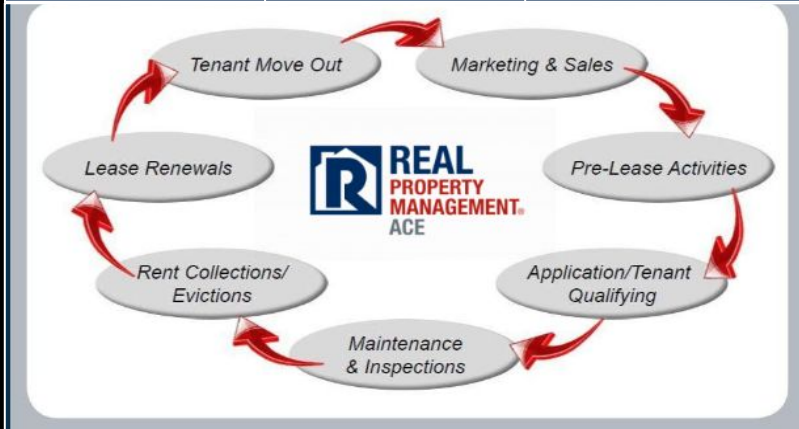 Tenant Move Out
Marketing & Sales
Lease Renewals
REAL
PROPERTY
MANAGEMENT®
ACE
Pre-Lease Activities
Rent Collections/
Evictions
Application/Tenant
Qualifying
Maintenance
& Inspections